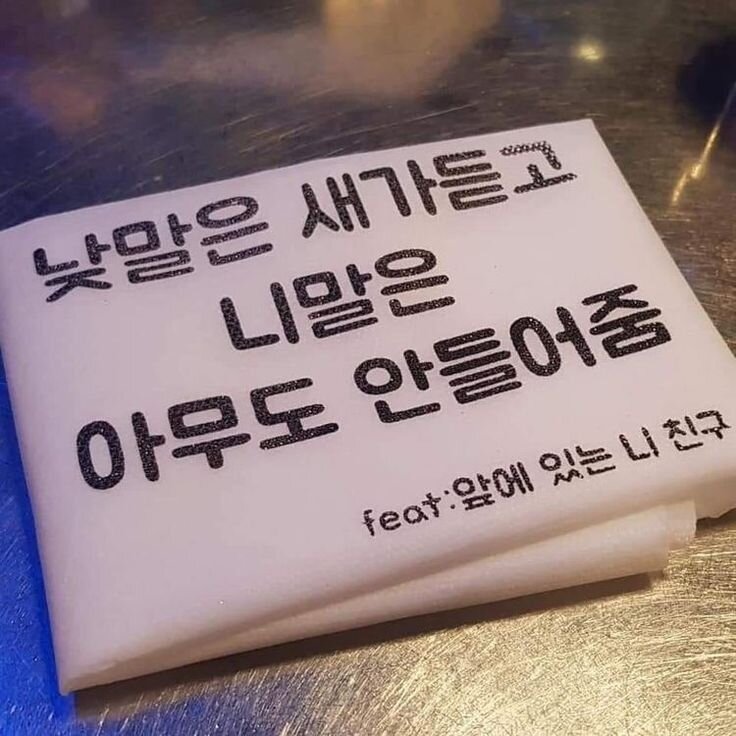 낮말은 새가듣고
니말은
아무도 안들어줌
feat:앞에 있는 니 친구